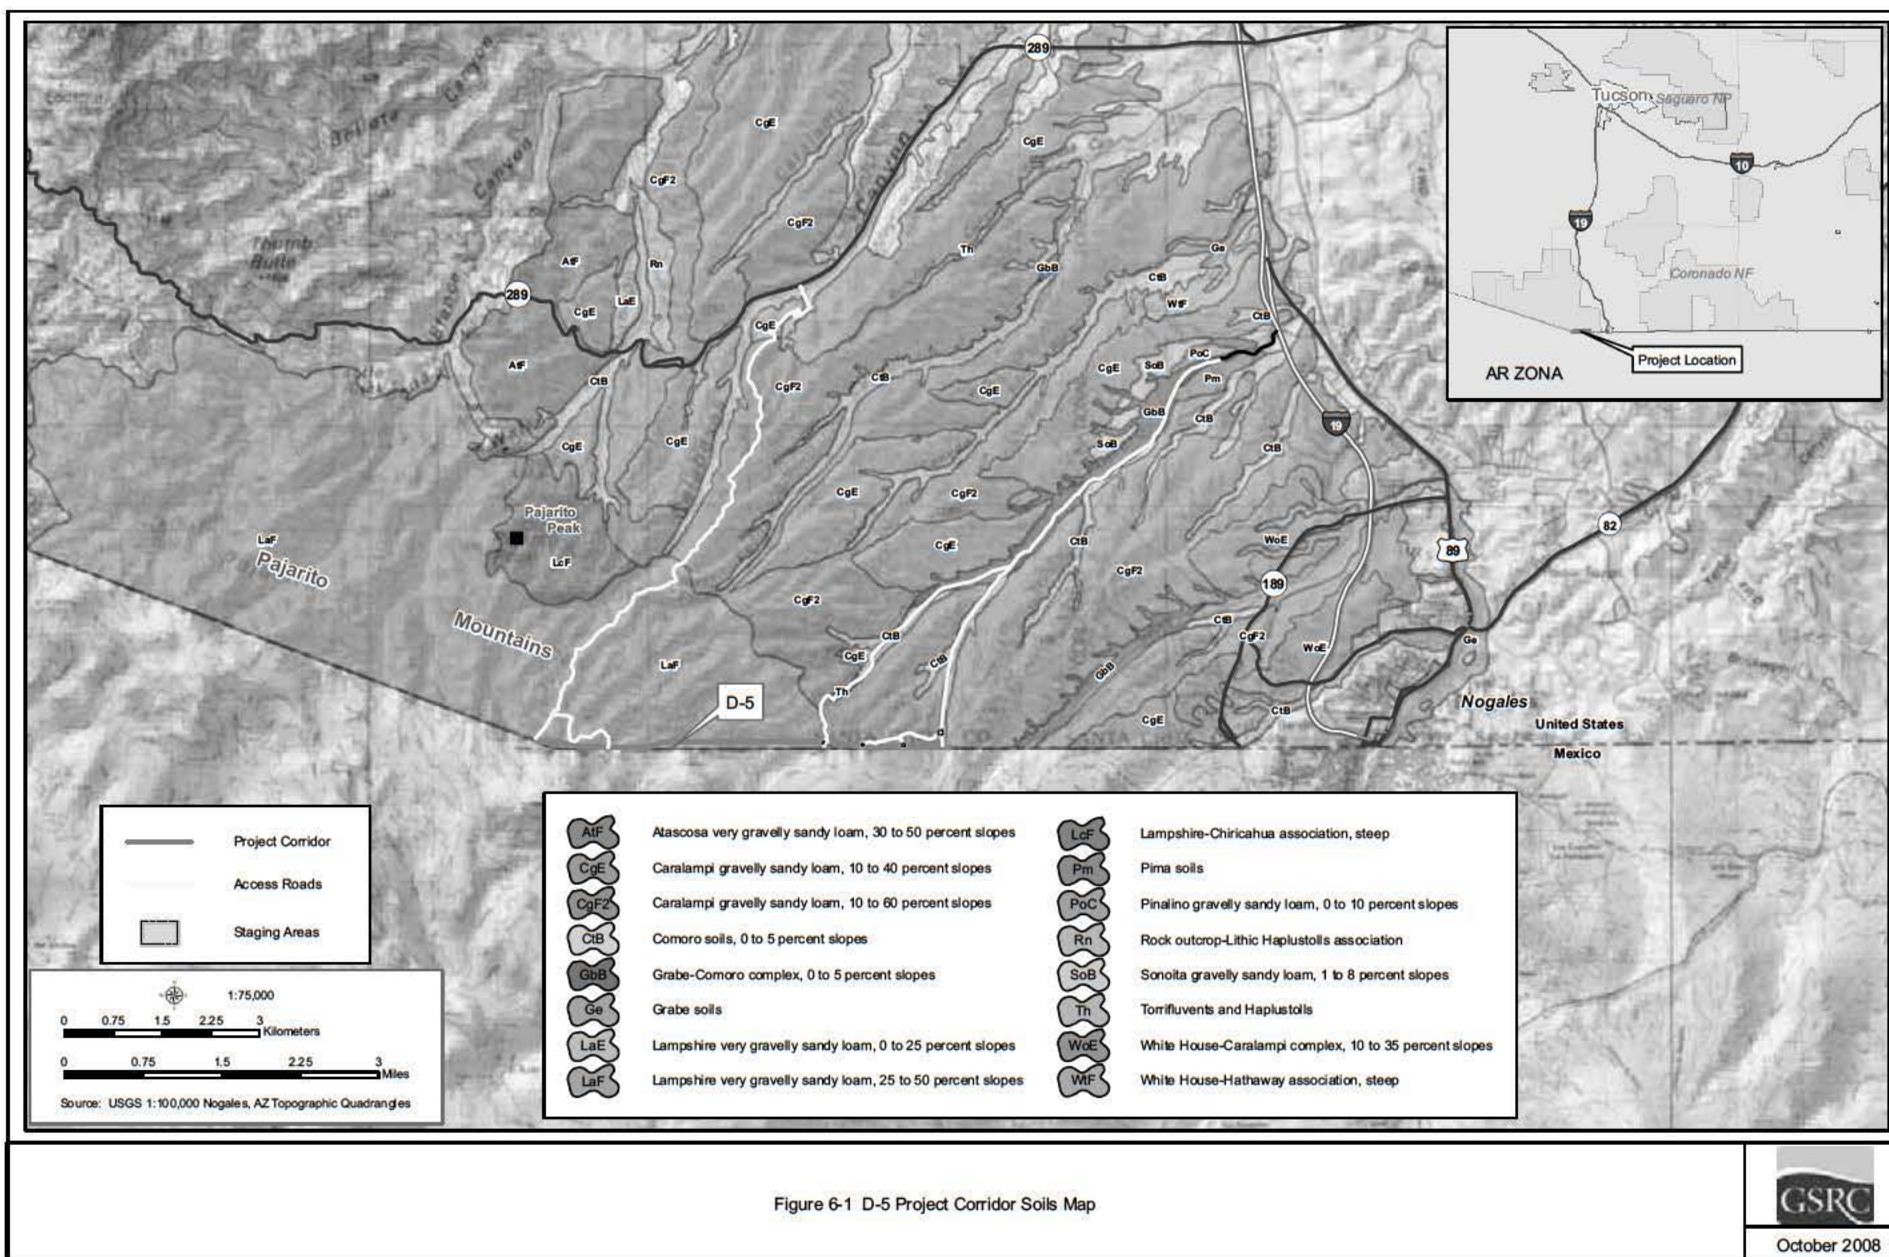 289
Canyon
Canyon
Canyon
Thumb
Butte
CgE
CgE
CgF2
CgF2
Th
Ge
GbB
CtB
WtF
AtF
Rn
LaE
CgE
289
CgE
CtB
AtF
CtB
CgF2
CtB
CgE
CgE
SoB
PoC
Pm
GbB
CtB
SoB
CgE
CgE
CtB
19
CgE
CgF2
Pajarito
Peak
LaF
LcF
Pajarito
Mountains
CgE
CtB
CgF2
WoE
189
89
82
CgF2
CtB
CtB
CgF2
WoE
Ge
CgE
CtB
GbB
LaF
Th
D-5
CgE
CtB
Nogales
United States
Mexico
Tucson
Saguaro NP
10
19
Coronado NF
AR ZONA
Project Location
Project Corridor
Access Roads
Staging Areas
1:75,000
0 0.75 1.5 2.25 3
Kilometers
0 0.75 1.5 2.25 3
Miles
Source: USGS 1:100,000 Nogales, AZ Topographic Quadrangles
AtF Atascosa very gravelly sandy loam, 30 to 50 percent slopes
CgE Caralampi gravelly sandy loam, 10 to 40 percent slopes
CgF2 Caralampi gravelly sandy loam, 10 to 60 percent slopes
CtB Comoro soils, 0 to 5 percent slopes
GbB Grabe-Comoro complex, 0 to 5 percent slopes
Ge Grabe soils
LaE Lampshire very gravelly sandy loam, 0 to 25 percent slopes
LaF Lampshire very gravelly sandy loam, 25 to 50 percent slopes
LcF Lampshire-Chiricahua association, steep
Pm Pima soils
PoC Pinalino gravelly sandy loam, 0 to 10 percent slopes
Rn Rock outcrop-Lithic Haplustolls association
SoB Sonoita gravelly sandy loam, 1 to 8 percent slopes
Th Torrifluvents and Haplustolls
WoE White House-Caralampi complex, 10 to 35 percent slopes
WtF White House-Hathaway association, steep
Figure 6-1 D-5 Project Corridor Soils Map
GSRC
October 2008